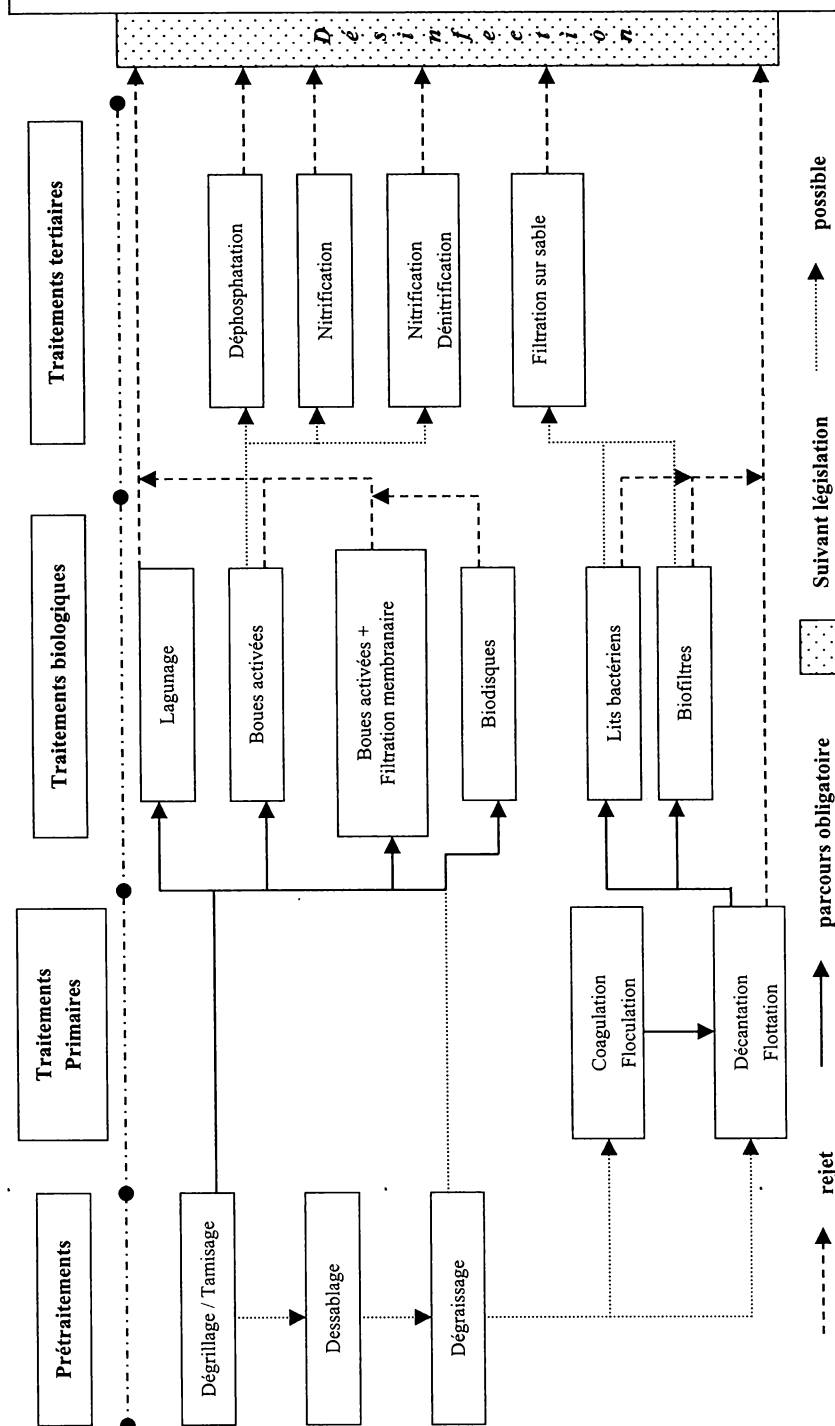 Prétraitements
Traitements
Primaires
Traitements biologiques
Traitements tertiaires
Dégrillage / Tamisage
Dessablage
Dégraissage
Coagulation
Floculation
Décantation
Flottation
Lagunage
Boues activées
Boues activées +
Filtration membranaire
Biodisques
Lits bactériens
Biofiltres
Déphosphatation
Nitrification
Nitrification
Dénitrification
Filtration sur sable
Désinfection
rejet
parcours obligatoire
Suivant législation
possible